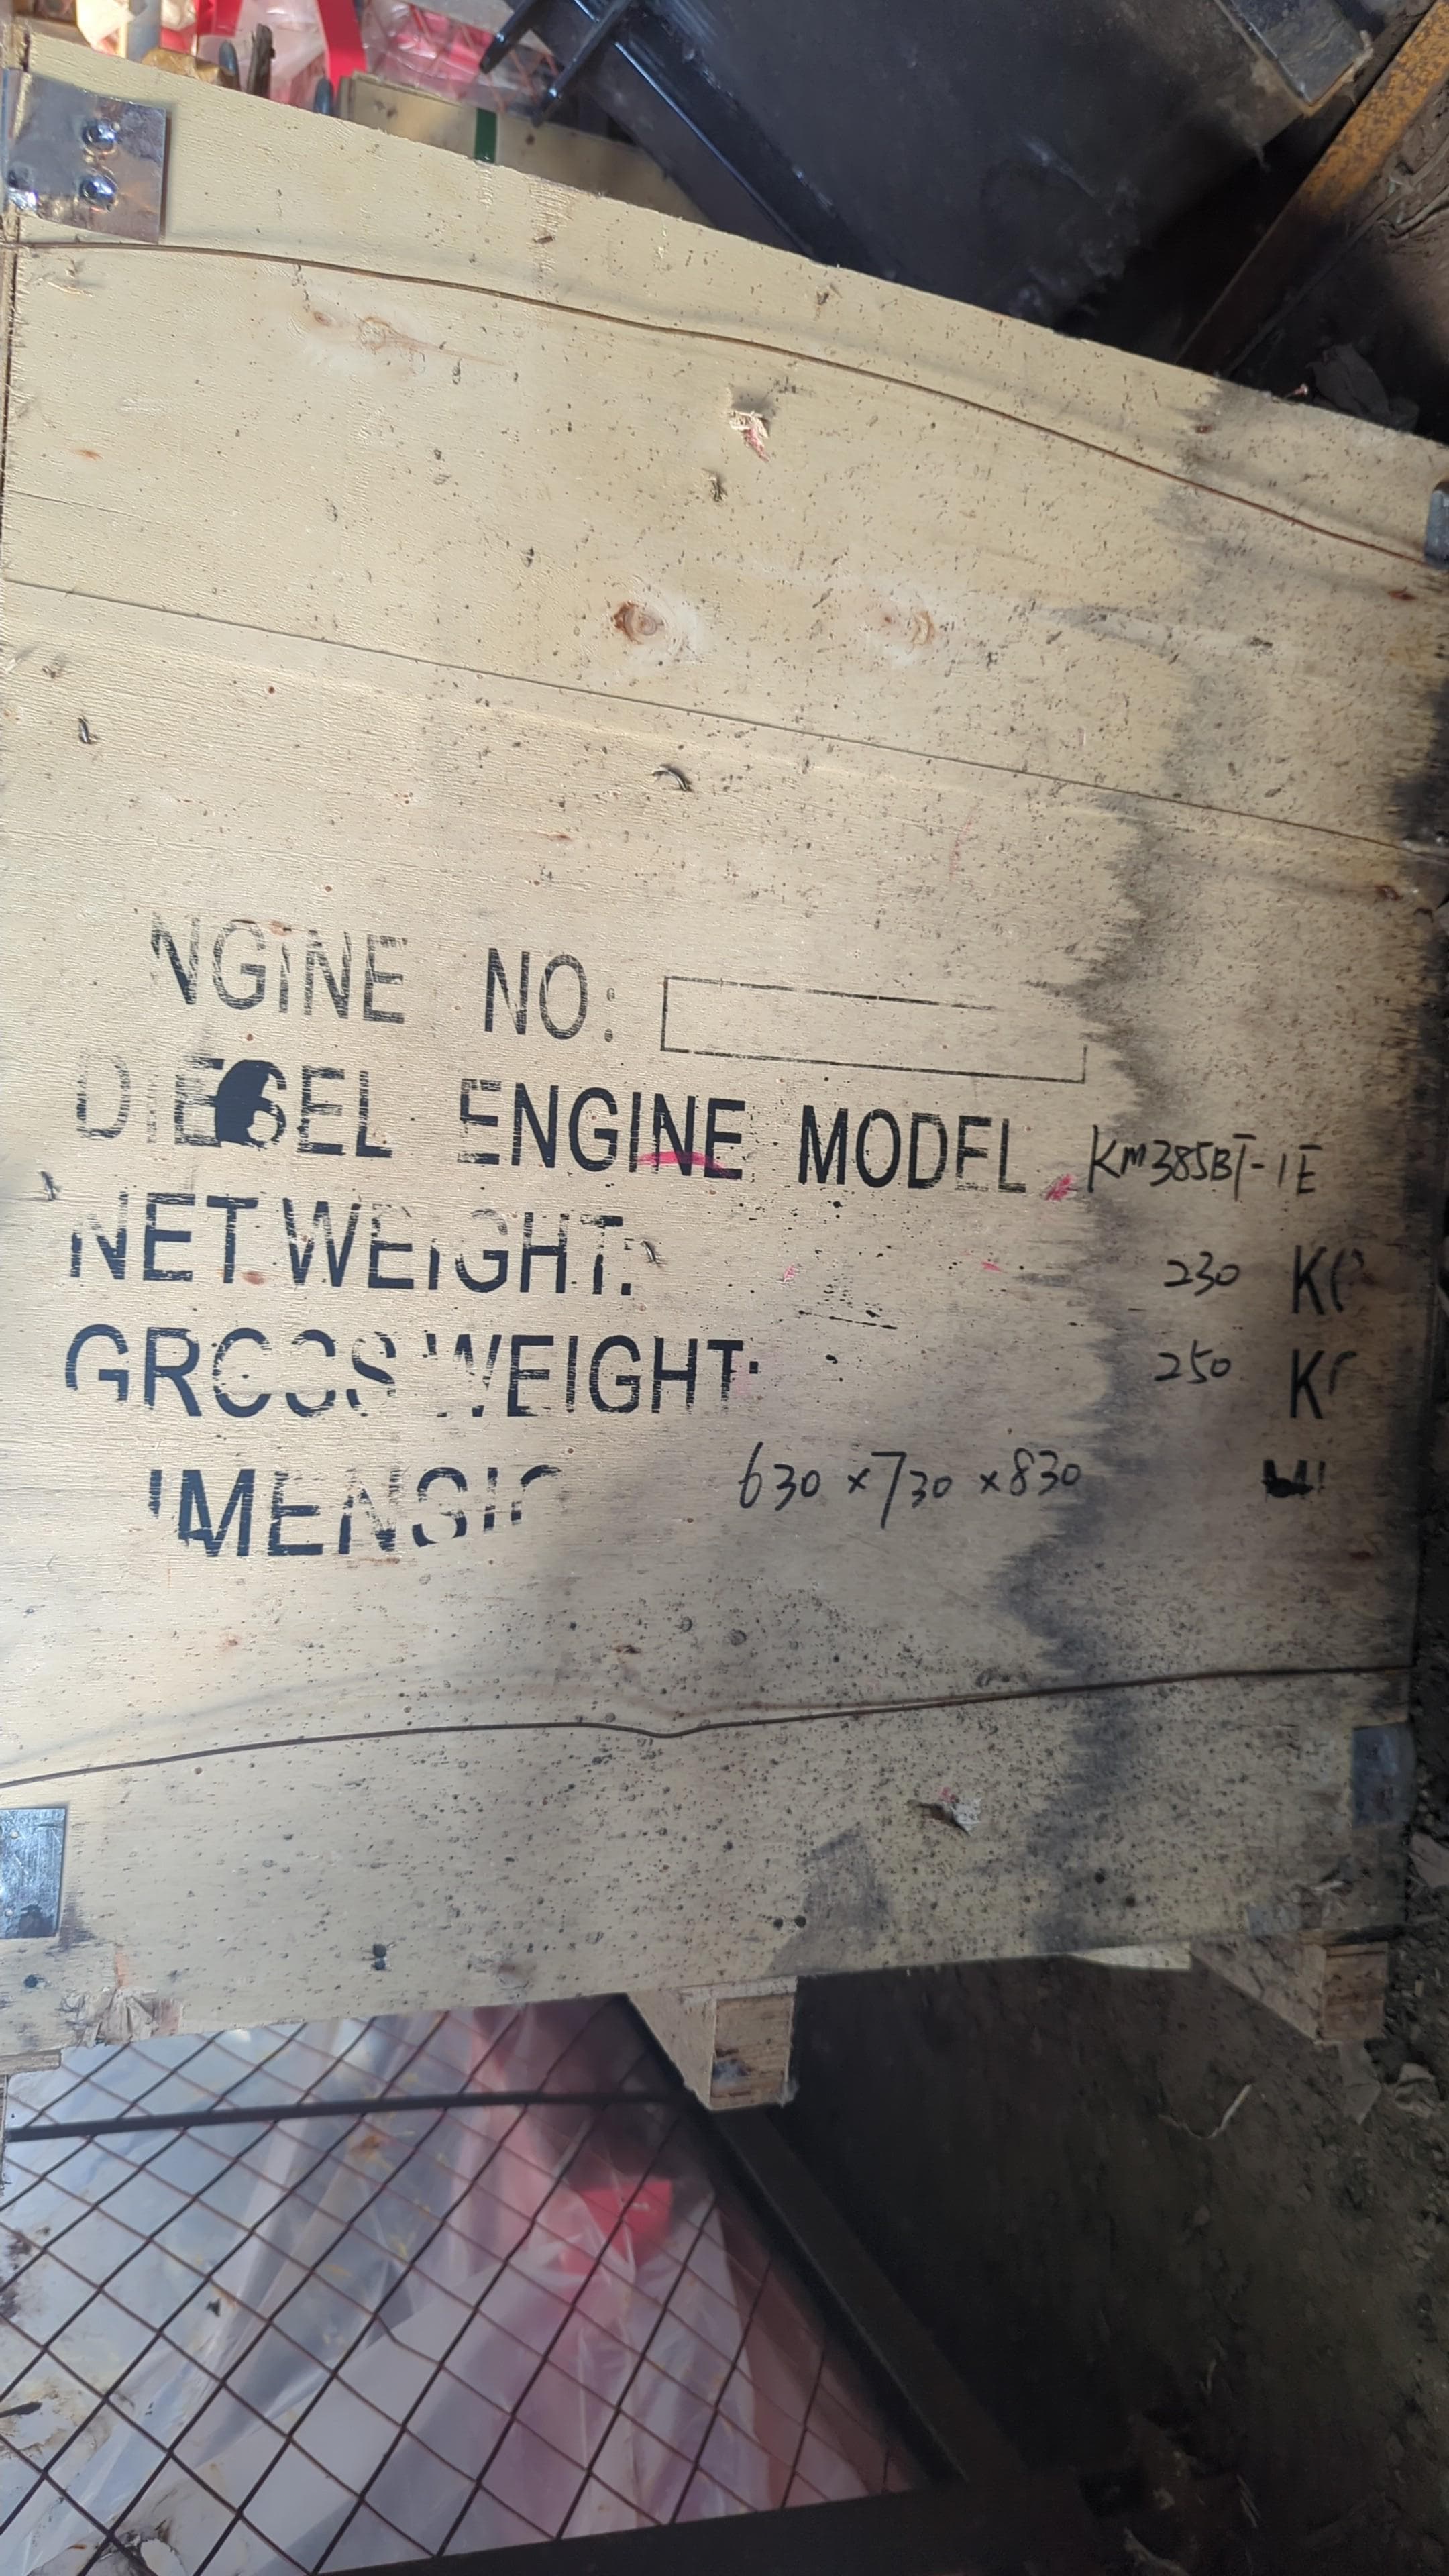 NGINE NO:
DIESEL ENGINE MODEL KM385BT-1E
NET WEIGHT: 230
GROSS WEIGHT: 250
630×730×830